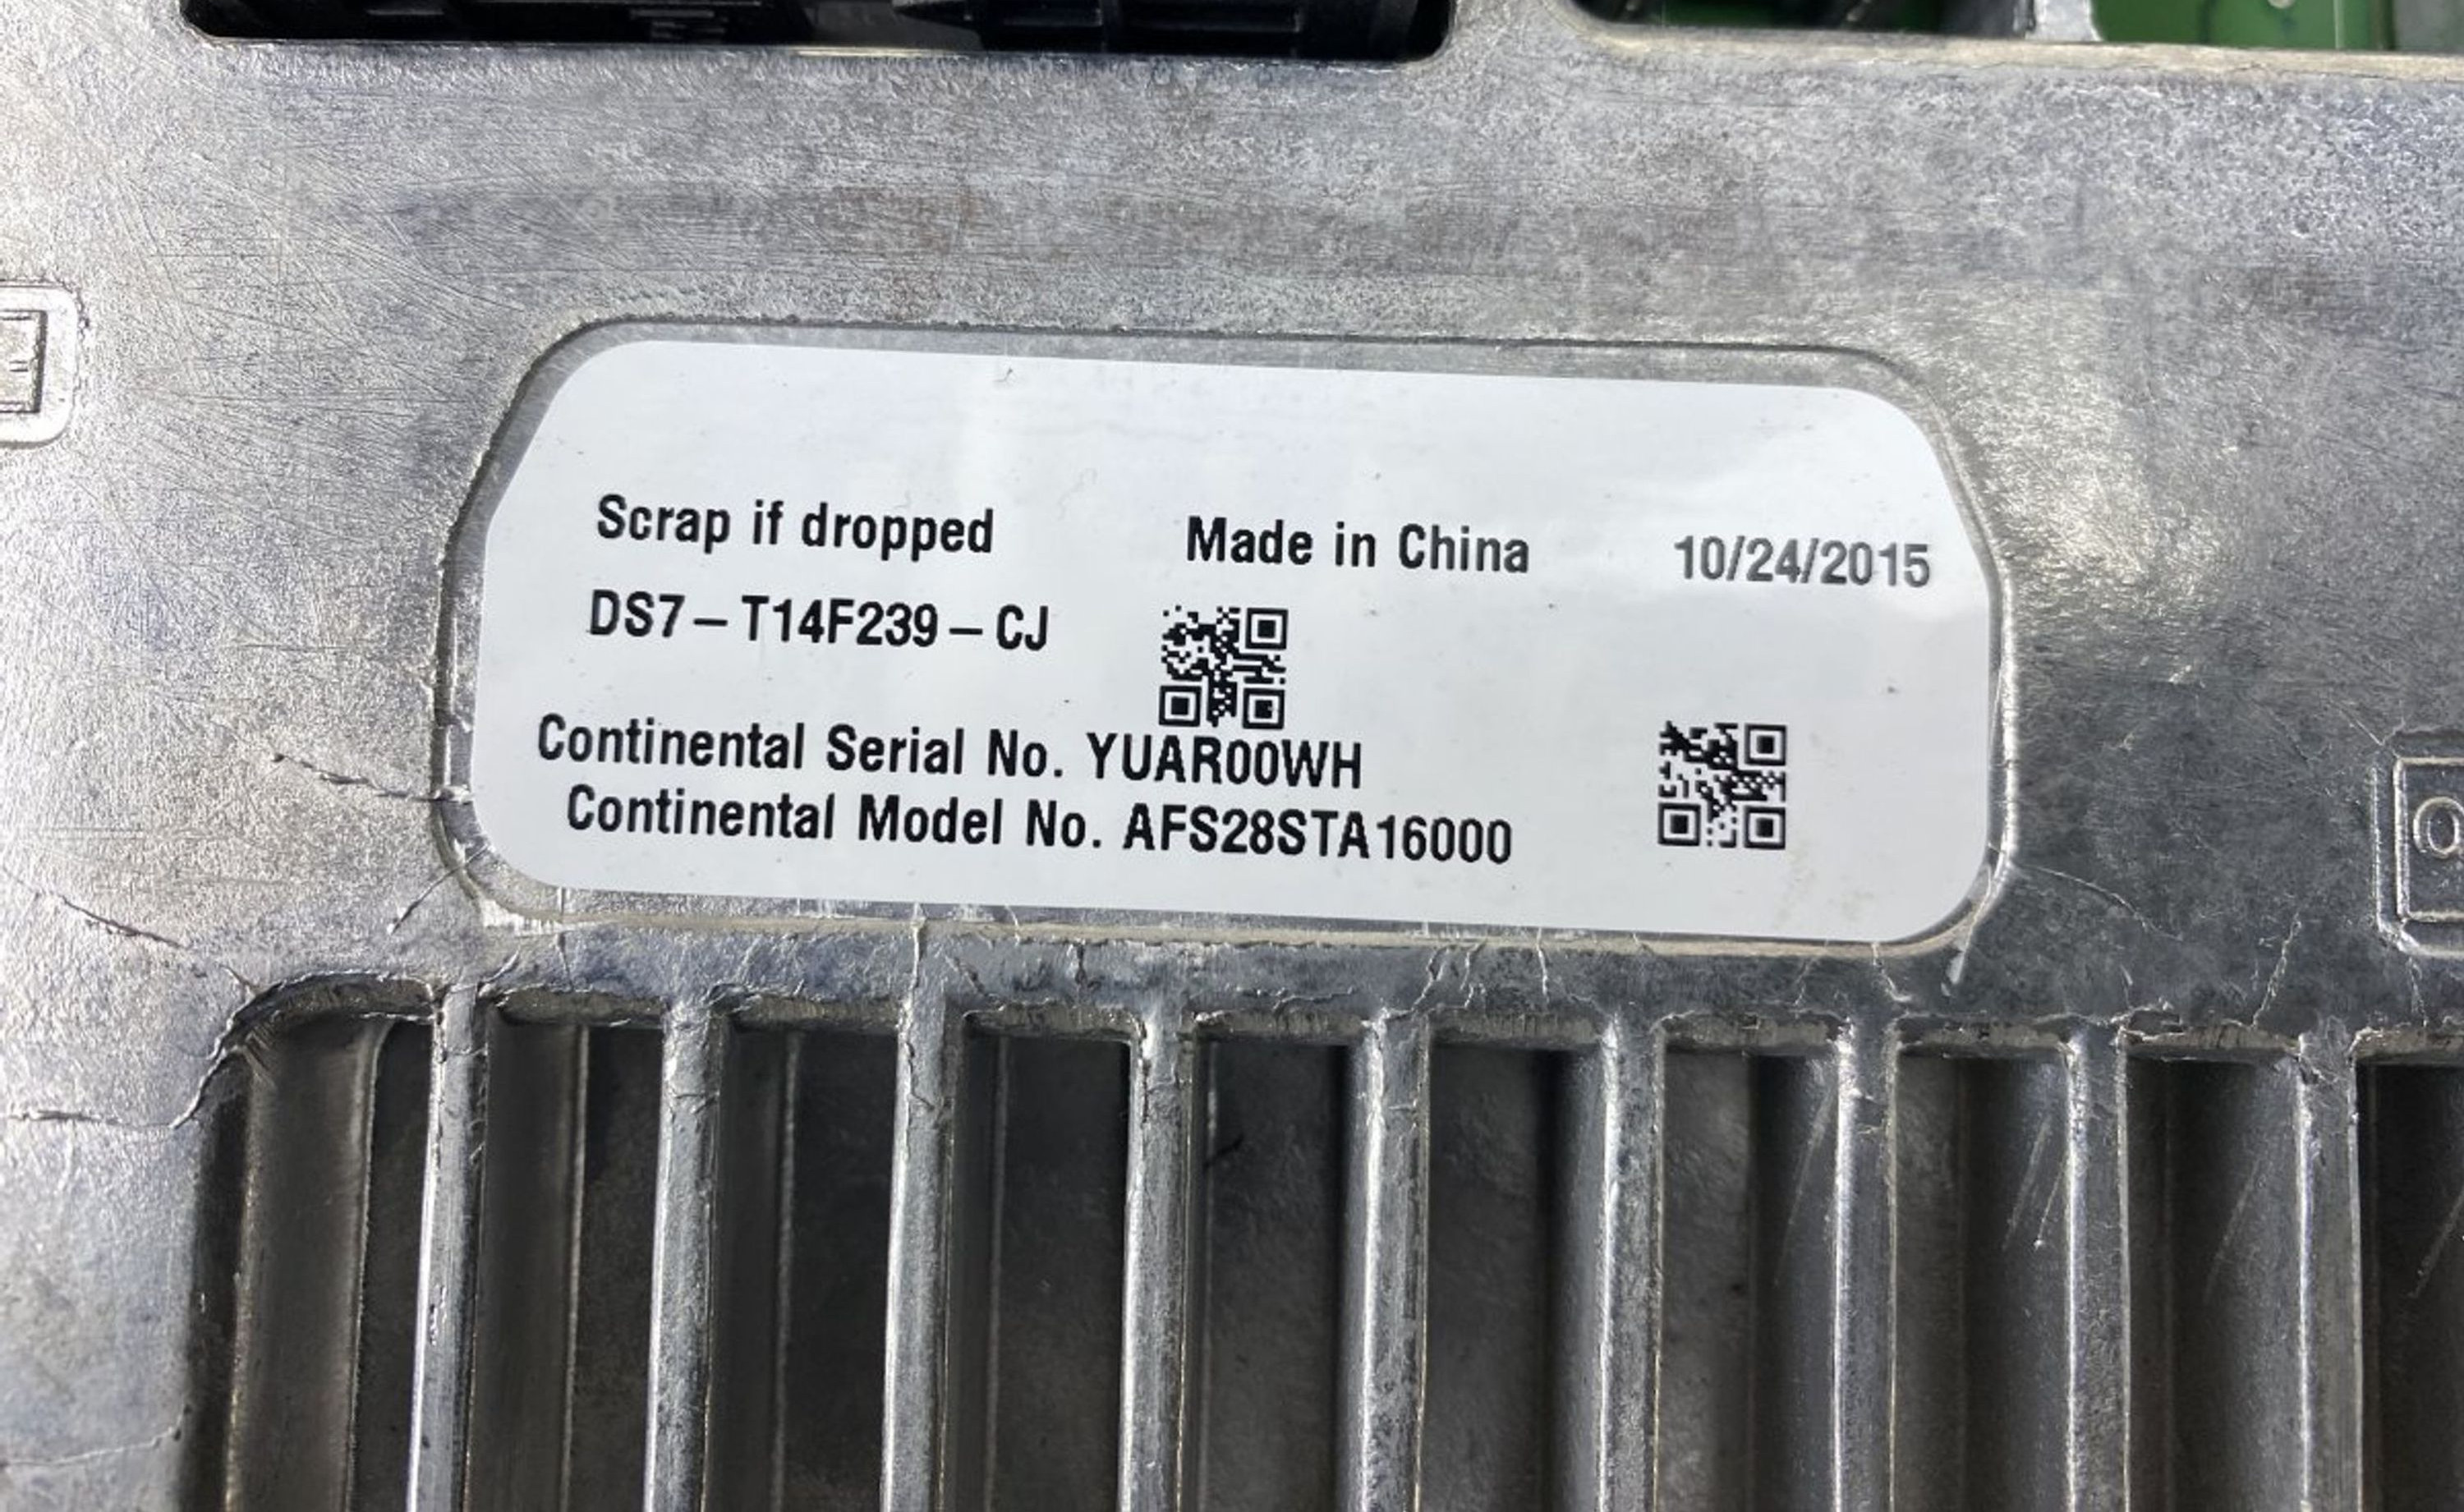 Scrap if dropped Made in China 10/24/2015
DS7-T14F239-CJ
Continental Serial No. YUAR00WH
Continental Model No. AFS28STA16000